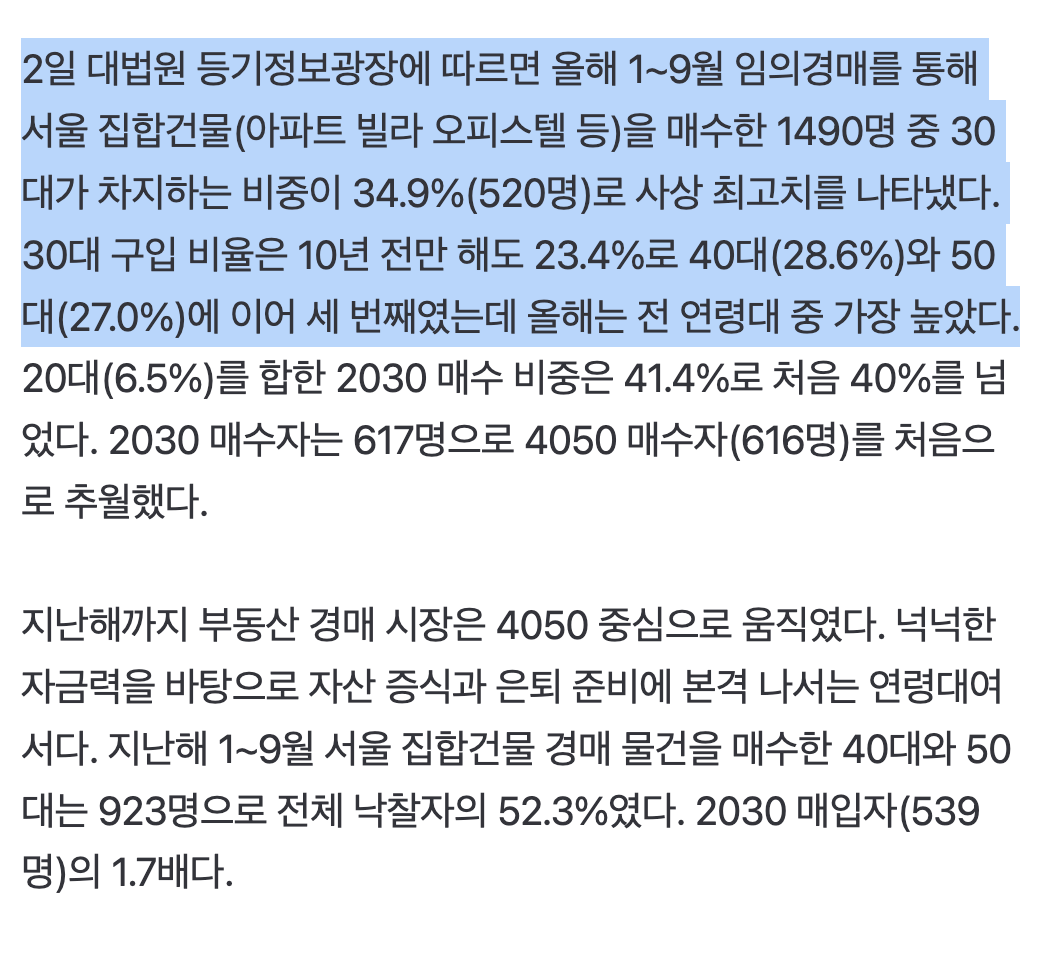 2일 대법원 등기정보광장에 따르면 올해 1~9월 임의경매를 통해
서울 집합건물(아파트 빌라 오피스텔 등)을 매수한 1490명 중 30
대가 차지하는 비중이 34.9%(520명)로 사상 최고치를 나타냈다.
30대 구입 비율은 10년 전만 해도 23.4%로 40대(28.6%)와 50
대(27.0%)에 이어 세 번째였는데 올해는 전 연령대 중 가장 높았다.
20대(6.5%)를 합한 2030 매수 비중은 41.4%로 처음 40%를 넘
었다. 2030 매수자는 617명으로 4050 매수자(616명)를 처음으
로 추월했다.
지난해까지 부동산 경매 시장은 4050 중심으로 움직였다. 넉넉한
자금력을 바탕으로 자산 증식과 은퇴 준비에 본격 나서는 연령대여
서다. 지난해 1~9월 서울 집합건물 경매 물건을 매수한 40대와 50
대는 923명으로 전체 낙찰자의 52.3%였다. 2030 매입자(539
명)의 1.7배다.